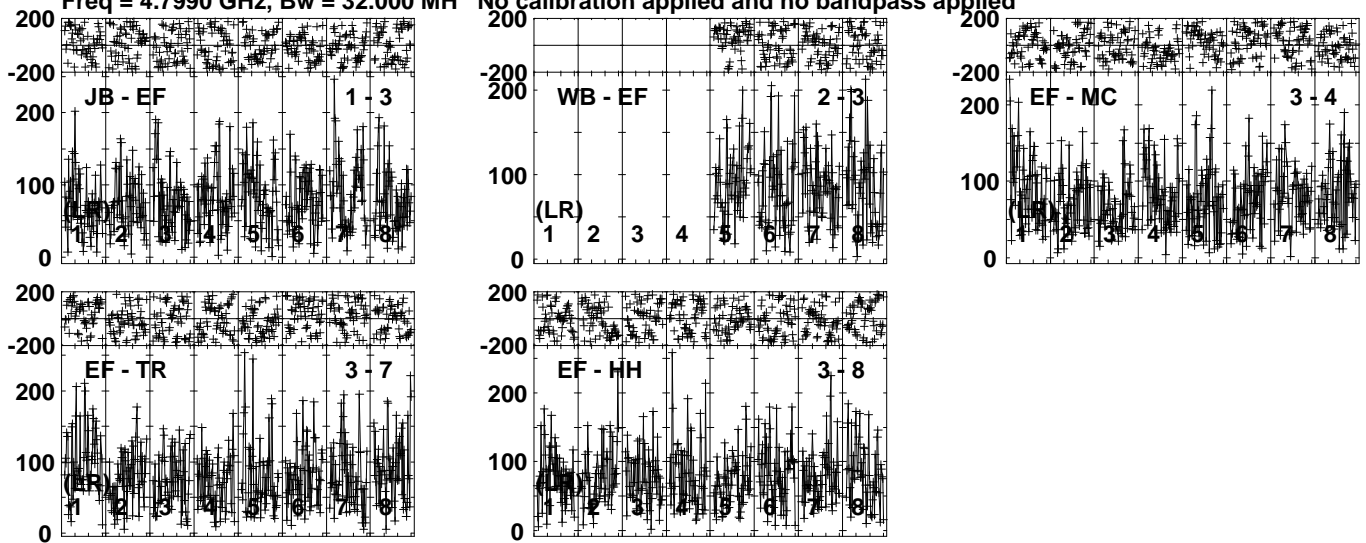 Freq = 4.7990 GHz, Bw = 32.000 MH No calibration applied and no bandpass applied
200
-200
JB - EF 1 - 3
200
100
(LR)
1 2 3 4 5 6 7 8
0
200
-200
WB - EF 2 - 3
200
100
(LR)
1 2 3 4 5 6 7 8
0
200
-200
EF - MC 3 - 4
200
100
(LR)
1 2 3 4 5 6 7 8
0
200
-200
EF - TR 3 - 7
200
100
(LR)
1 2 3 4 5 6 7 8
0
200
-200
EF - HH 3 - 8
200
100
(LR)
1 2 3 4 5 6 7 8
0